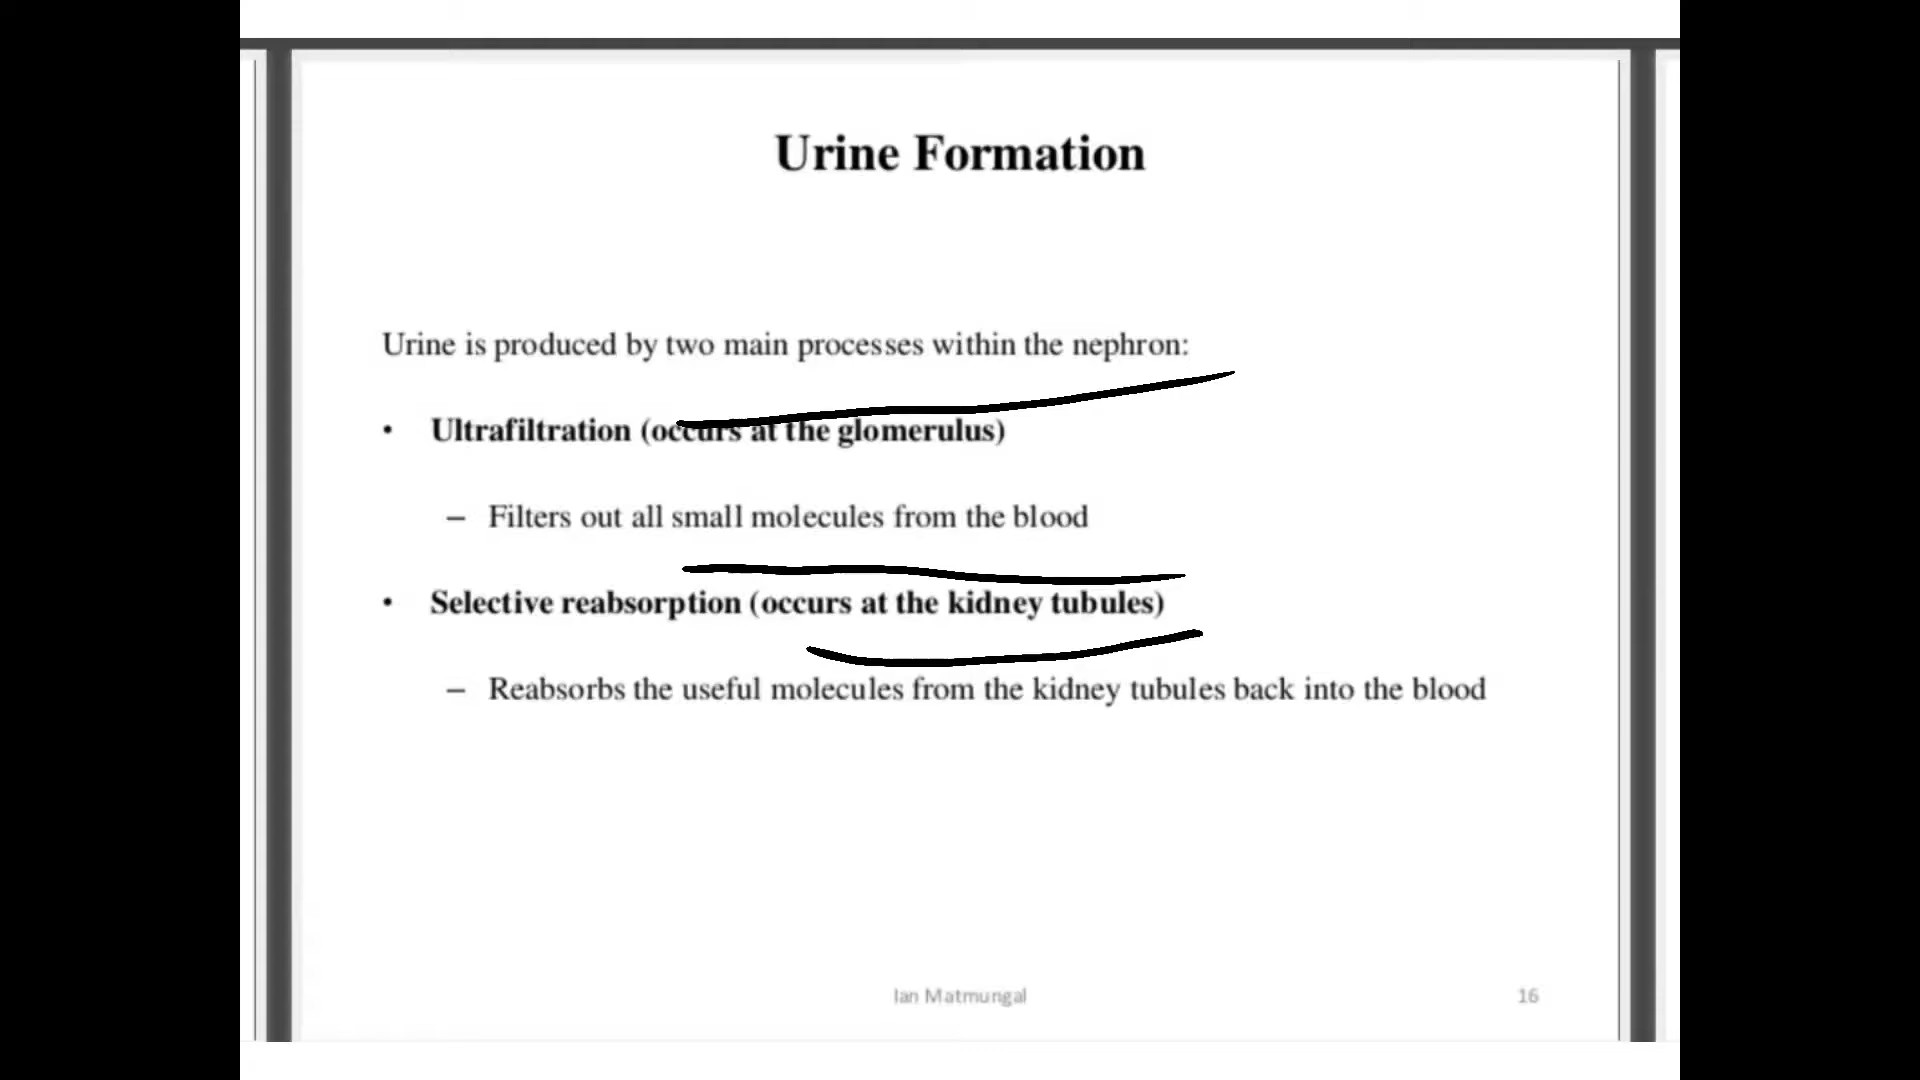 Urine Formation
Urine is produced by two main processes within the nephron:
• Ultrafiltration (occurs at the glomerulus)
– Filters out all small molecules from the blood
• Selective reabsorption (occurs at the kidney tubules)
– Reabsorbs the useful molecules from the kidney tubules back into the blood
Ian Matmungal
16